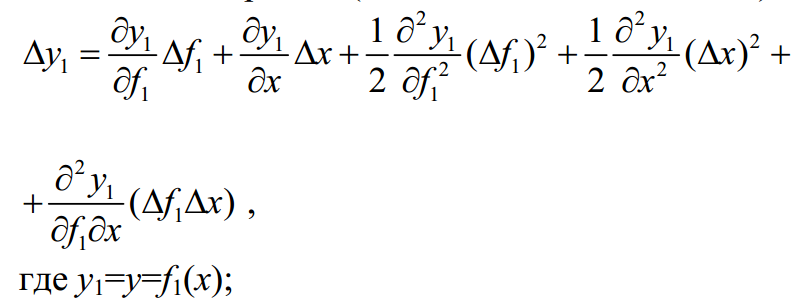 Δy₁ = ∂y₁/∂f₁ Δf₁ + ∂y₁/∂x Δx + 1/2 ∂²y₁/∂f₁² (Δf₁)² + 1/2 ∂²y₁/∂x² (Δx)² +
+ ∂²y₁/∂f₁∂x (Δf₁Δx) ,
где y₁=y=f₁(x);